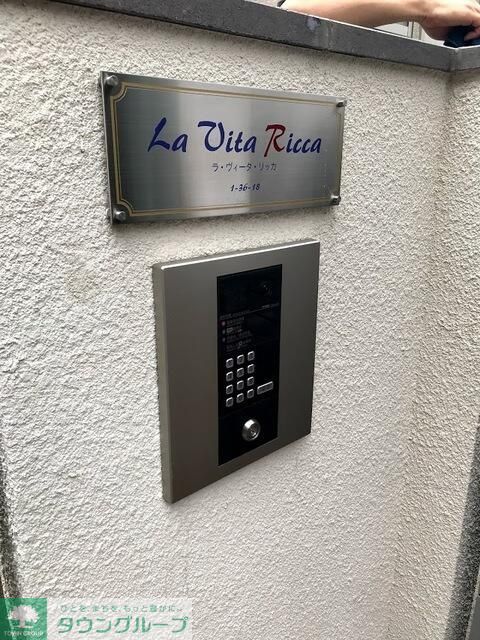 La Vita Ricca
ラ・ヴィータ・リッカ
1-36-18
ひとを、まちを、もっと豊かに。
タウングループ
TOWN GROUP